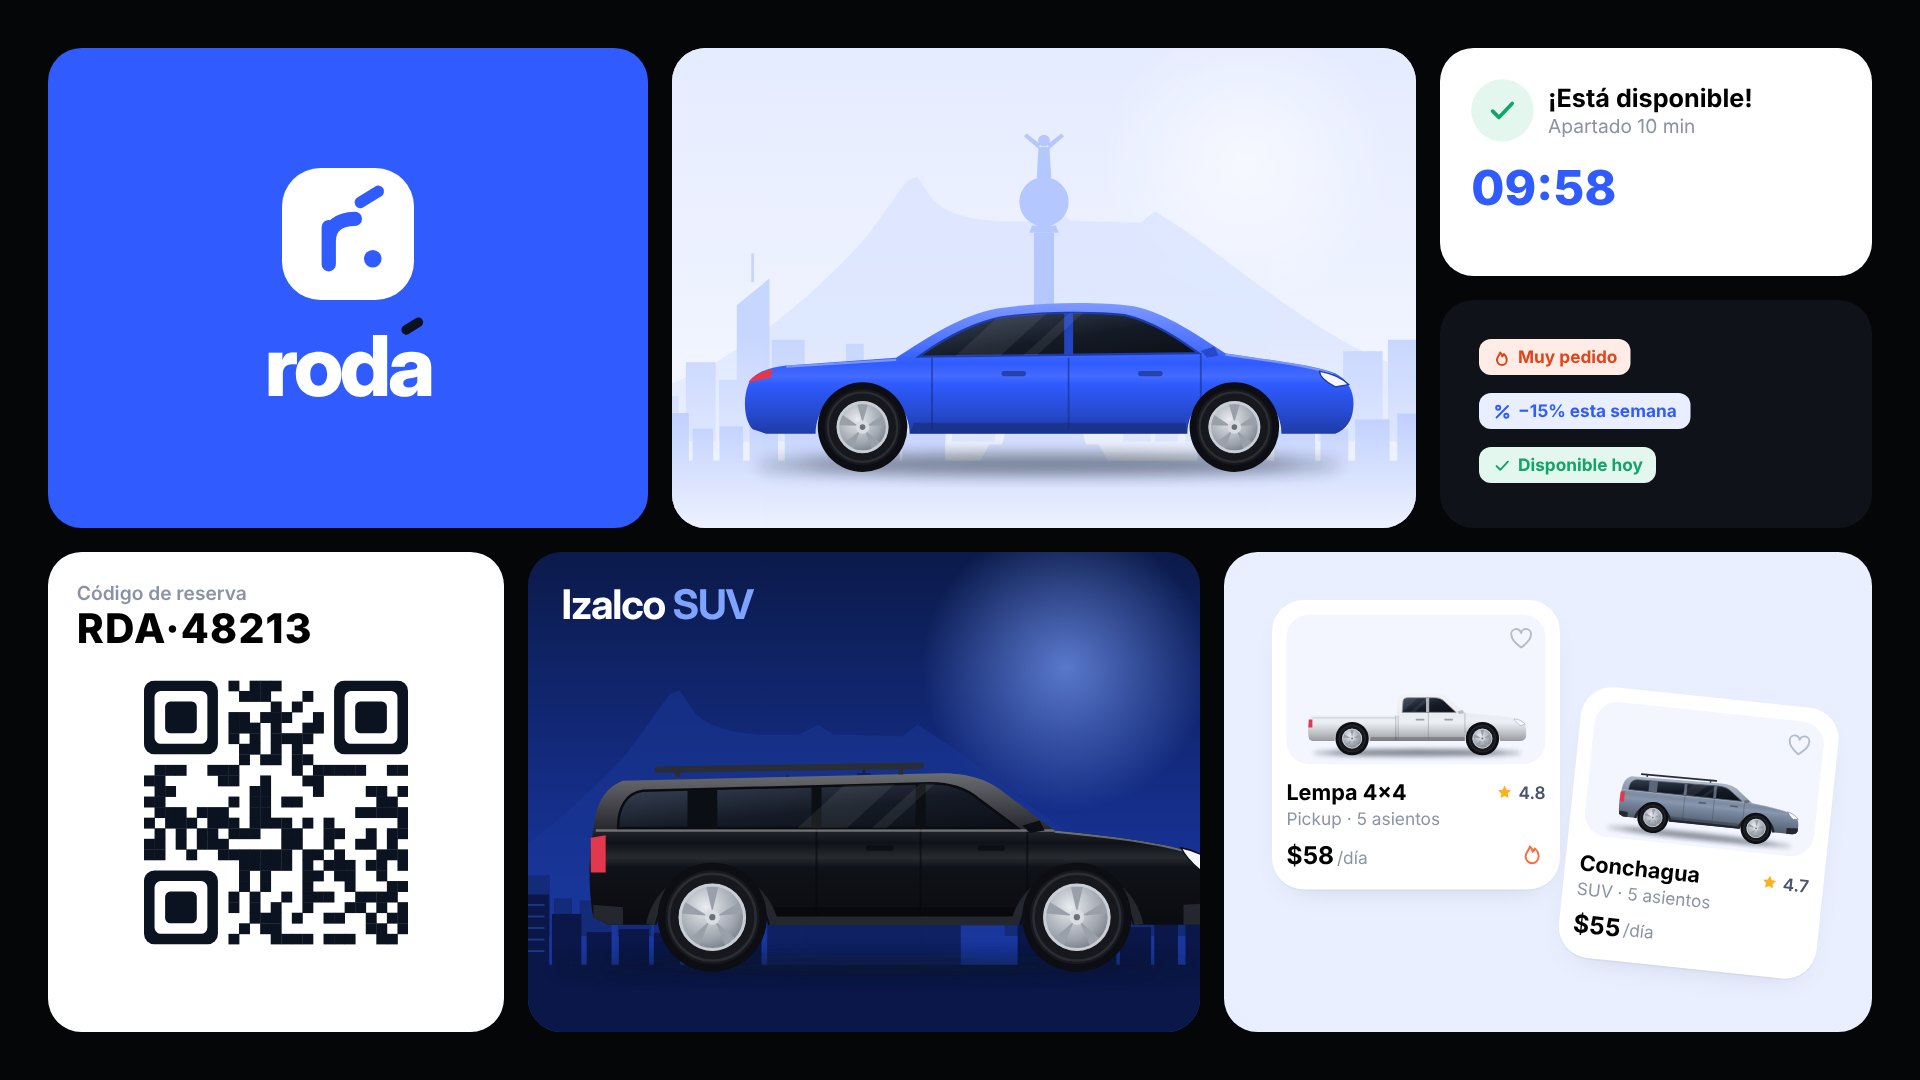 rodá
¡Está disponible!
Apartado 10 min
09:58
Muy pedido
−15% esta semana
Disponible hoy
Código de reserva
RDA·48213
Izalco SUV
Lempa 4×4
4.8
Pickup · 5 asientos
$58 /día
Conchagua
4.7
SUV · 5 asientos
$55 /día